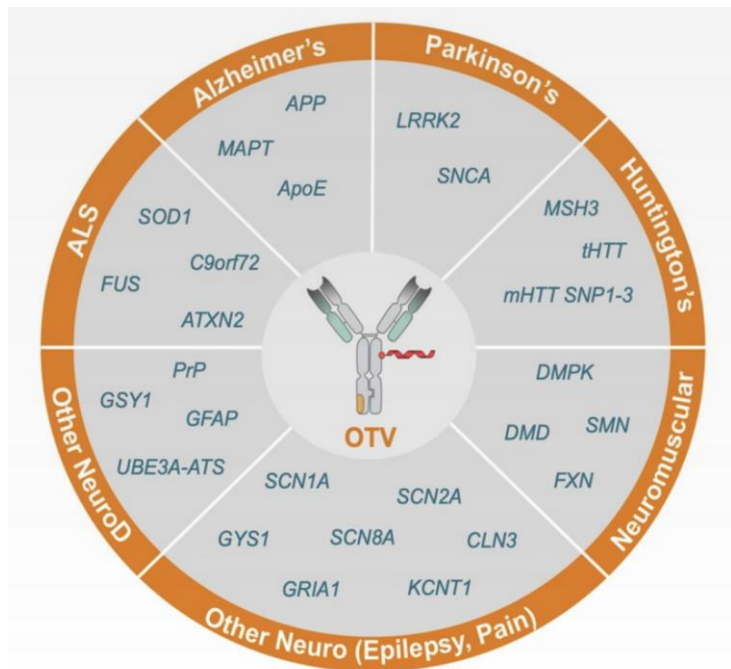 Alzheimer's
APP
MAPT
ApoE
Parkinson's
LRRK2
SNCA
Huntington's
MSH3
tHTT
mHTT SNP1-3
Neuromuscular
DMPK
DMD
SMN
FXN
Other Neuro (Epilepsy, Pain)
SCN1A
SCN2A
GYS1
SCN8A
CLN3
GRIA1
KCNT1
Other NeuroD
PrP
GSY1
GFAP
UBE3A-ATS
ALS
SOD1
C9orf72
FUS
ATXN2
OTV